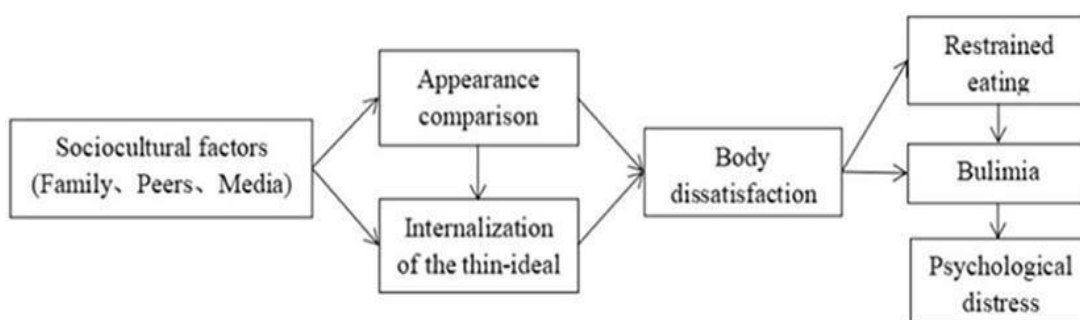 Sociocultural factors
(Family、Peers、Media)
Appearance
comparison
Internalization
of the thin-ideal
Body
dissatisfaction
Restrained
eating
Bulimia
Psychological
distress